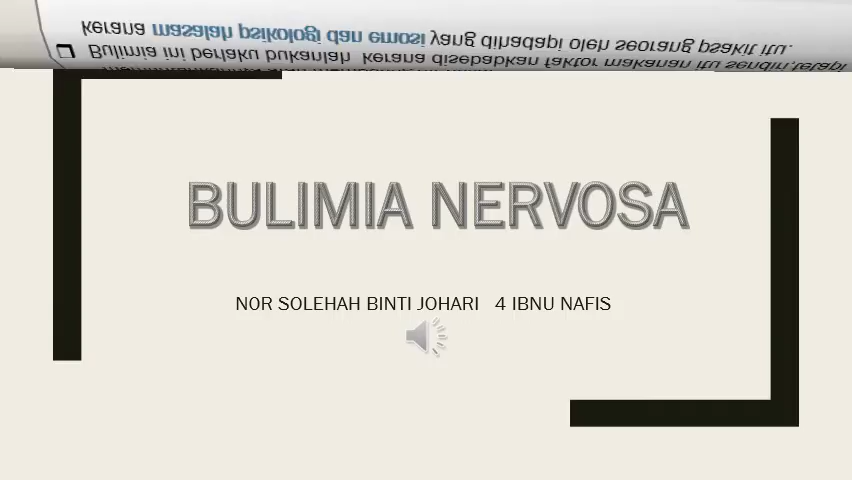 ❑ Bulimia ini berlaku bukanlah kerana disebabkan faktor makanan itu sendiri,tetapi
kerana masalah psikologi dan emosi yang dihadapi oleh seorang psakit itu.
BULIMIA NERVOSA
NOR SOLEHAH BINTI JOHARI 4 IBNU NAFIS